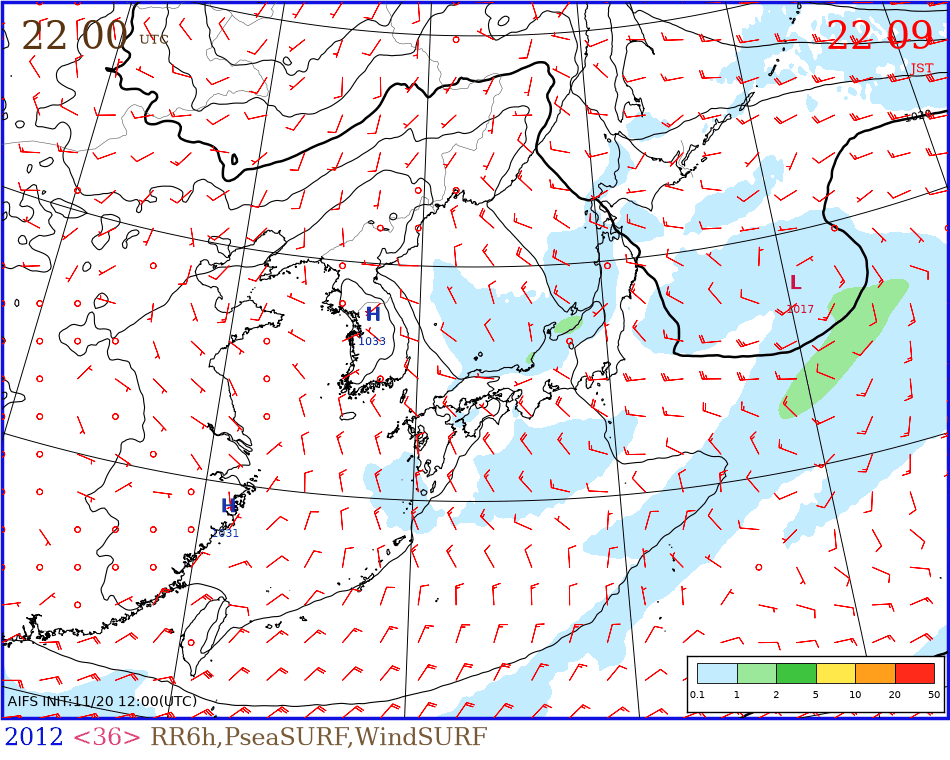 22 00 UTC
22 09
JST
1020
L
1017
H
1033
H
1031
0.1 1 2 5 10 20 50
AIFS INIT:11/20 12:00(UTC)
2012 <36> RR6h,PseaSURF,WindSURF